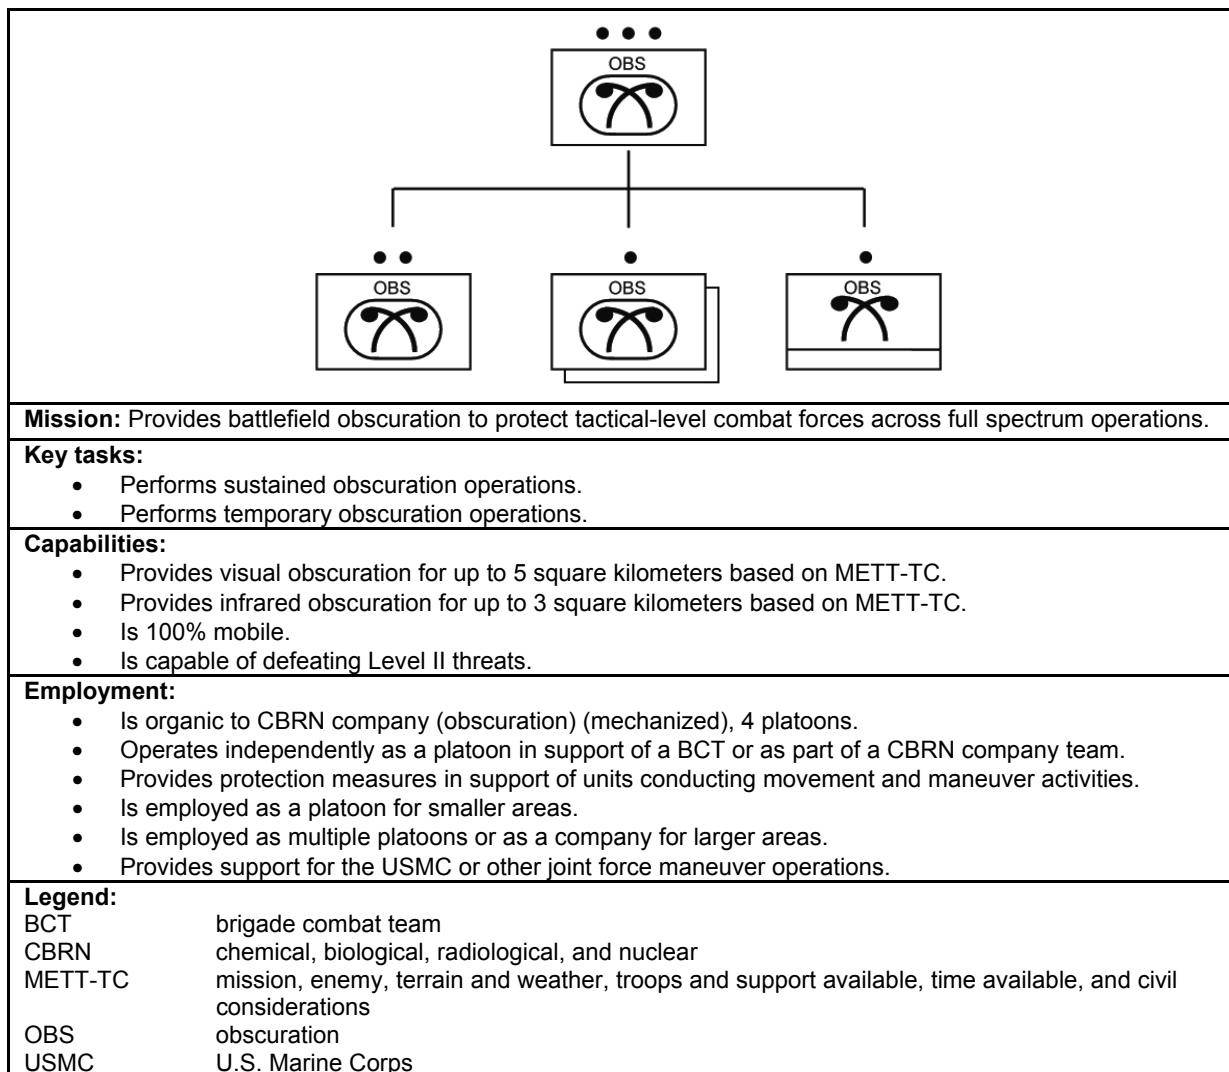 OBS
OBS
OBS
OBS
Mission: Provides battlefield obscuration to protect tactical-level combat forces across full spectrum operations.
Key tasks:
• Performs sustained obscuration operations.
• Performs temporary obscuration operations.
Capabilities:
• Provides visual obscuration for up to 5 square kilometers based on METT-TC.
• Provides infrared obscuration for up to 3 square kilometers based on METT-TC.
• Is 100% mobile.
• Is capable of defeating Level II threats.
Employment:
• Is organic to CBRN company (obscuration) (mechanized), 4 platoons.
• Operates independently as a platoon in support of a BCT or as part of a CBRN company team.
• Provides protection measures in support of units conducting movement and maneuver activities.
• Is employed as a platoon for smaller areas.
• Is employed as multiple platoons or as a company for larger areas.
• Provides support for the USMC or other joint force maneuver operations.
Legend:
BCT brigade combat team
CBRN chemical, biological, radiological, and nuclear
METT-TC mission, enemy, terrain and weather, troops and support available, time available, and civil
considerations
OBS obscuration
USMC U.S. Marine Corps